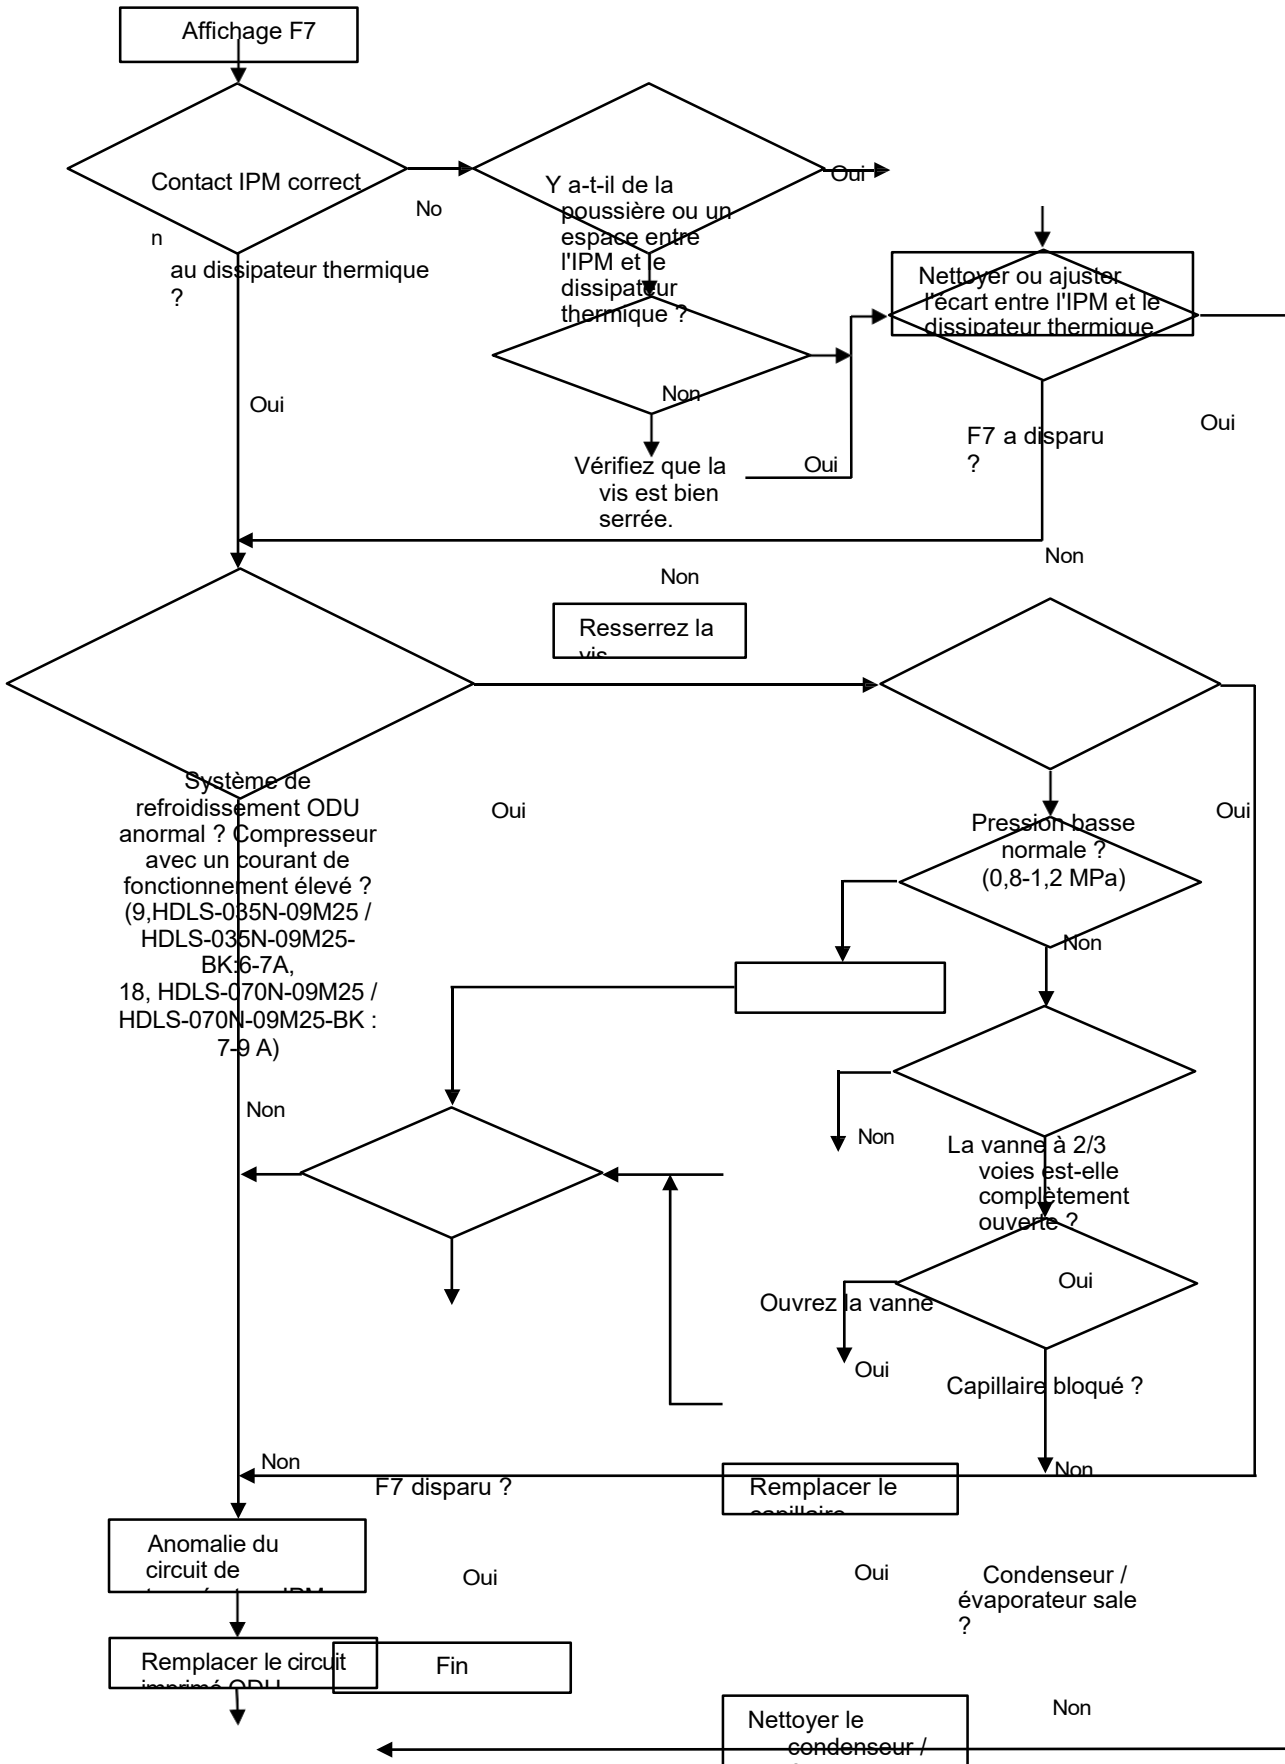 Affichage F7
Contact IPM correct
No
n
au dissipateur thermique
?
Y a-t-il de la
poussière ou un
espace entre
l'IPM et le
dissipateur
thermique ?
Oui
Nettoyer ou ajuster
l'écart entre l'IPM et le
dissipateur thermique
Oui
Non
Vérifiez que la
vis est bien
serrée.
Oui
F7 a disparu
?
Oui
Non
Non
Resserrez la
vis
Système de
refroidissement ODU
anormal ? Compresseur
avec un courant de
fonctionnement élevé ?
(9,HDLS-035N-09M25 /
HDLS-035N-09M25-
BK:6-7A,
18, HDLS-070N-09M25 /
HDLS-070N-09M25-BK :
7-9 A)
Oui
Pression basse
normale ?
(0,8-1,2 MPa)
Oui
Non
Non
Non
La vanne à 2/3
voies est-elle
complètement
ouverte ?
Oui
Ouvrez la vanne
Oui
Capillaire bloqué ?
Non
F7 disparu ?
Non
Remplacer le
capillaire
Anomalie du
circuit de
IPM
Oui
Oui
Condenseur /
évaporateur sale
?
Remplacer le circuit
imprimé ODU
Fin
Non
Nettoyer le
condenseur /